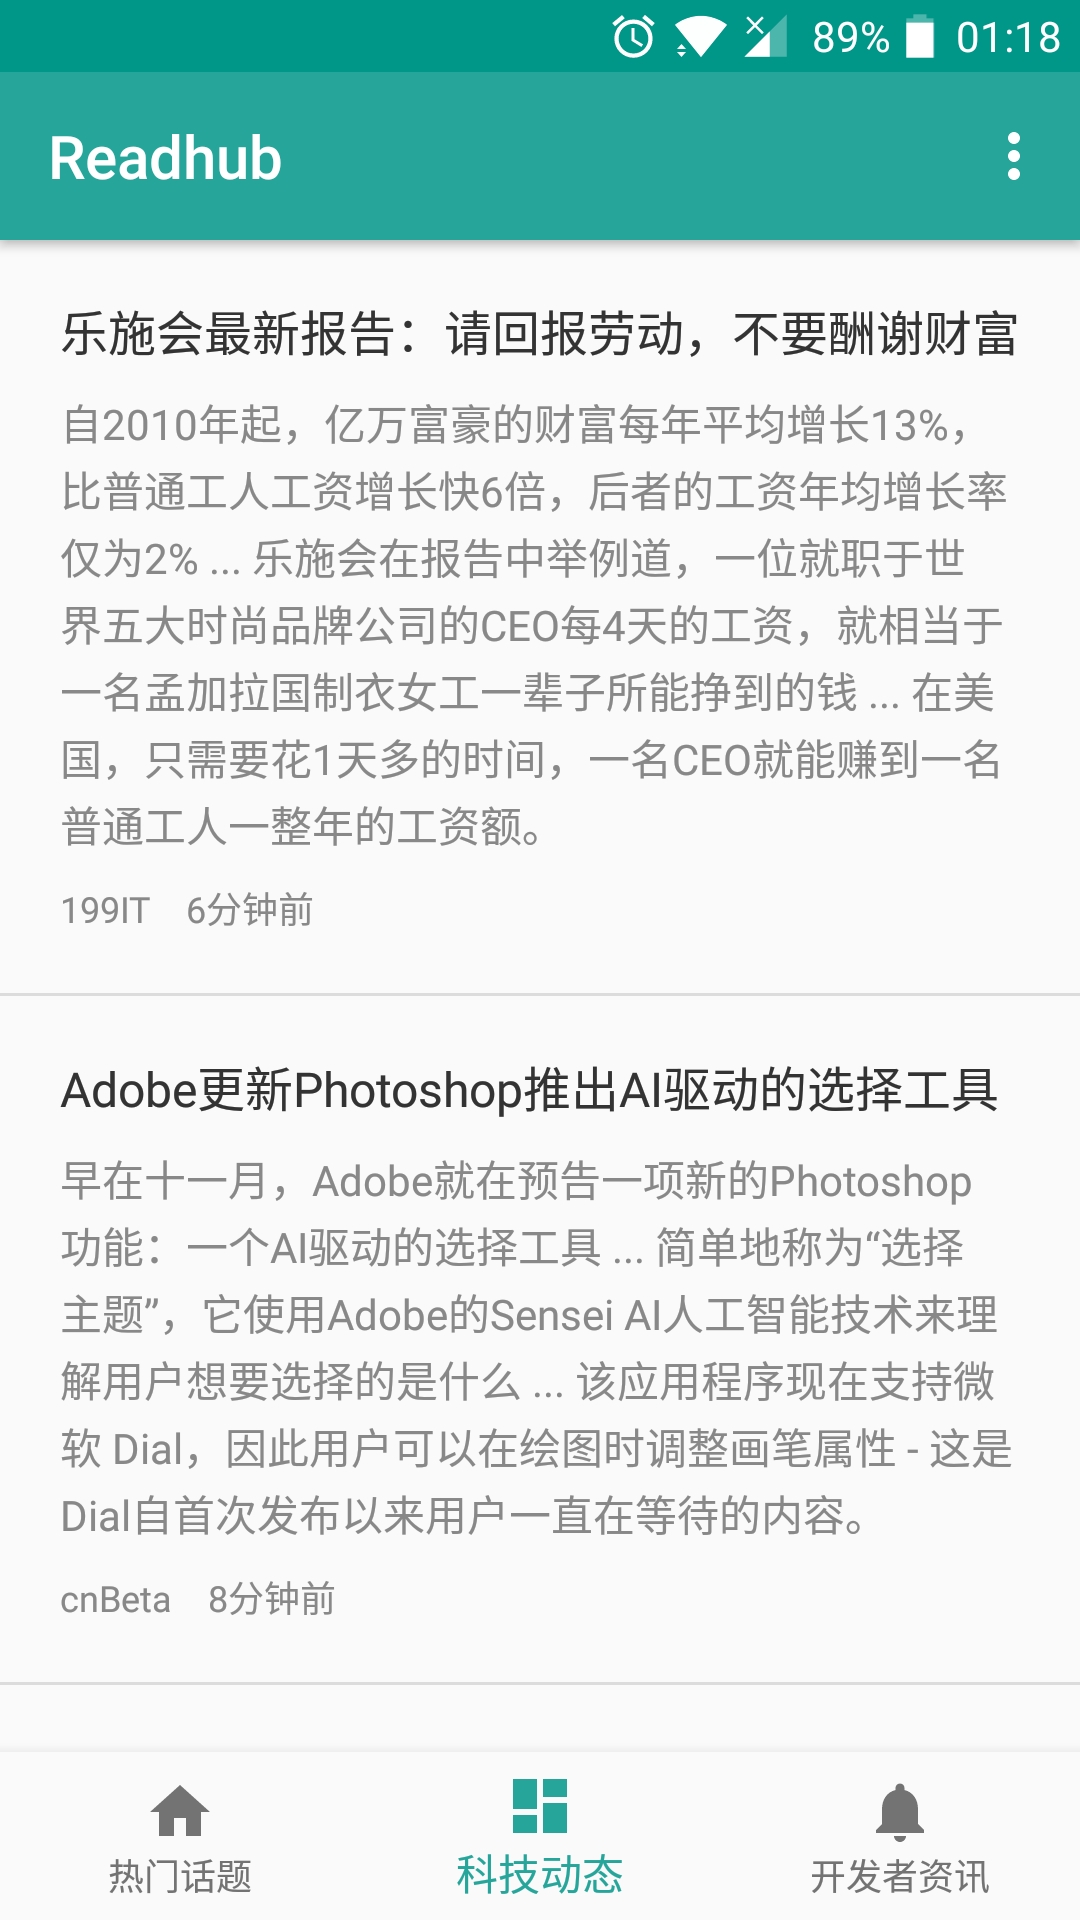 89% 01:18
Readhub
乐施会最新报告：请回报劳动，不要酬谢财富
自2010年起，亿万富豪的财富每年平均增长13%，
比普通工人工资增长快6倍，后者的工资年均增长率
仅为2% ... 乐施会在报告中举例道，一位就职于世
界五大时尚品牌公司的CEO每4天的工资，就相当于
一名孟加拉国制衣女工一辈子所能挣到的钱 ... 在美
国，只需要花1天多的时间，一名CEO就能赚到一名
普通工人一整年的工资额。
199IT 6分钟前
Adobe更新Photoshop推出AI驱动的选择工具
早在十一月，Adobe就在预告一项新的Photoshop
功能：一个AI驱动的选择工具 ... 简单地称为“选择
主题”，它使用Adobe的Sensei AI人工智能技术来理
解用户想要选择的是什么 ... 该应用程序现在支持微
软 Dial，因此用户可以在绘图时调整画笔属性 - 这是
Dial自首次发布以来用户一直在等待的内容。
cnBeta 8分钟前
热门话题 科技动态 开发者资讯